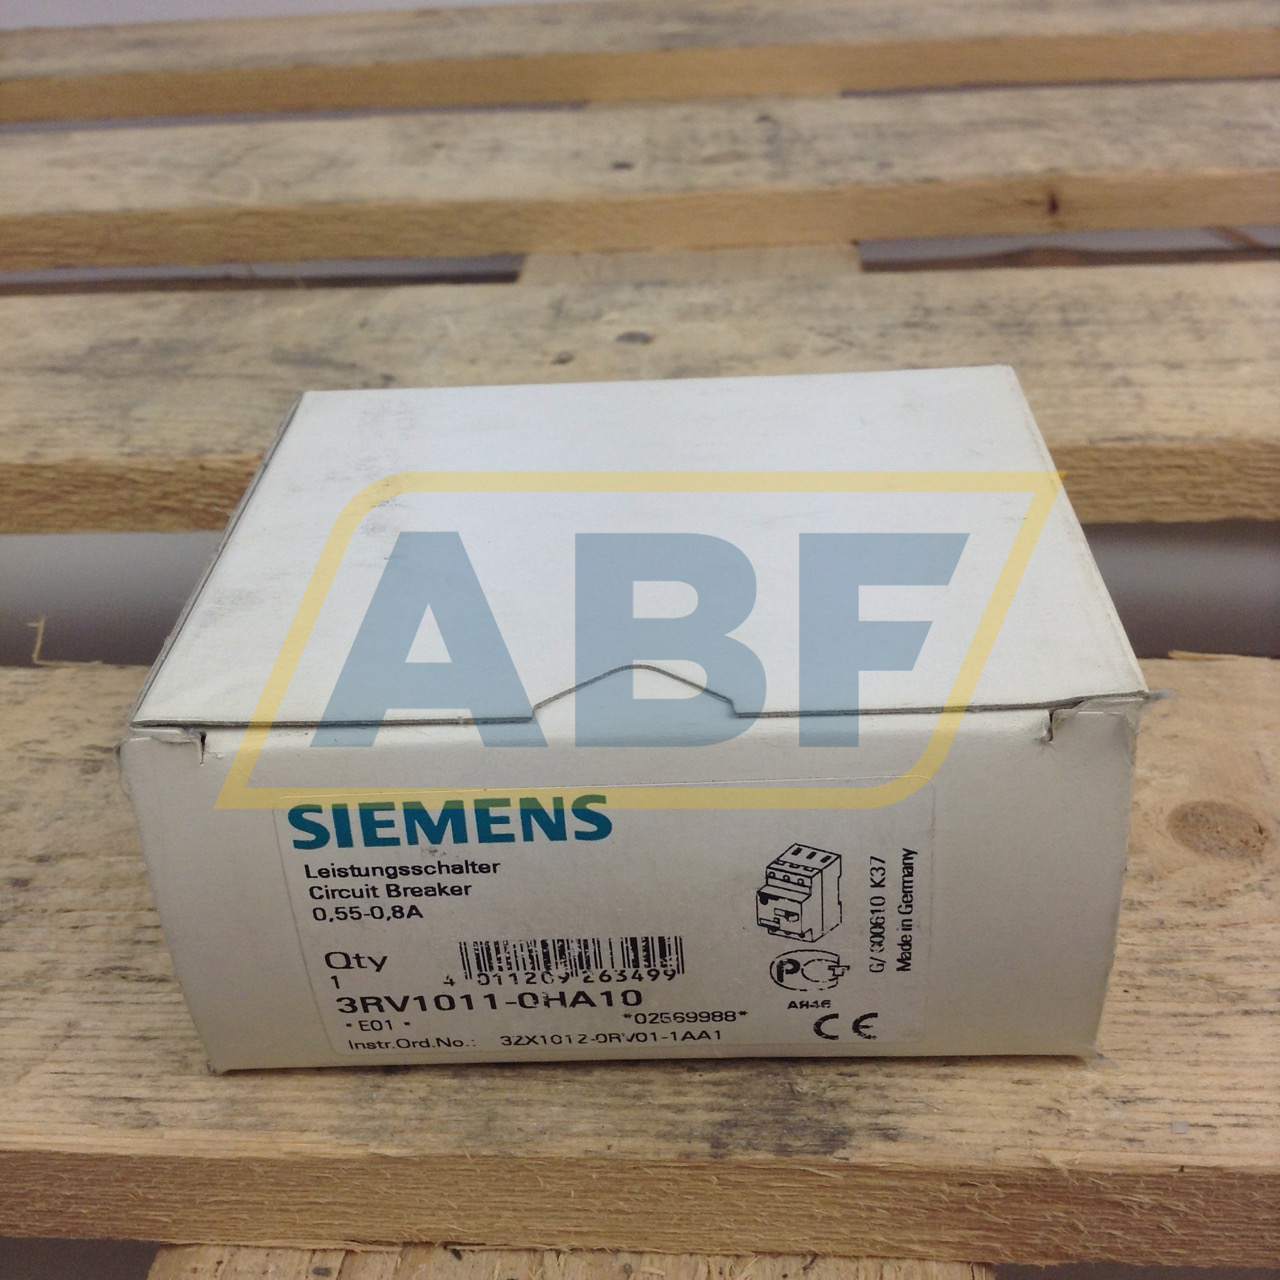 ABF
SIEMENS
Leistungsschalter
Circuit Breaker
0,55-0,8A
Qty
1
4 011209 263499
3RV1011-0HA10
*E01*
*02569988*
Instr.Ord.No.: 3ZX1012-0RV01-1AA1
K37
Made in Germany
CE